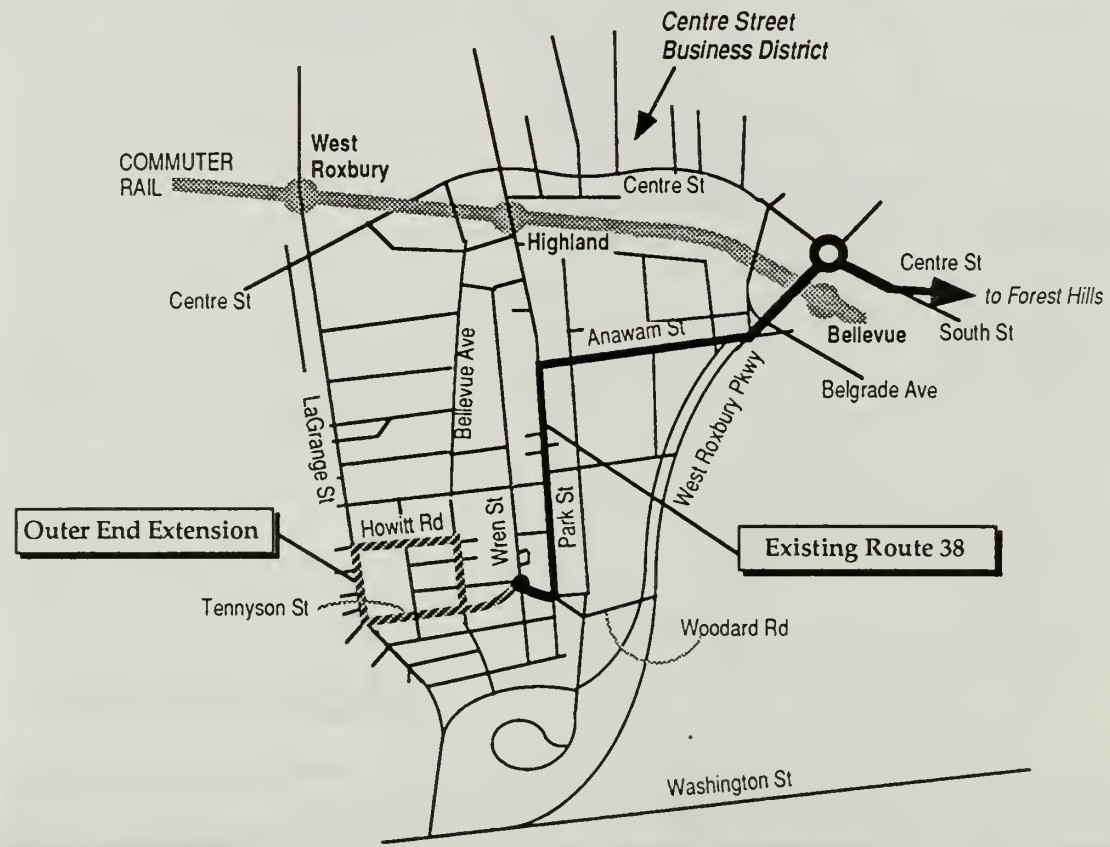 Centre Street
Business District
West
Roxbury
COMMUTER
RAIL
Centre St
Highland
Centre St
Centre St
to Forest Hills
Anawam St
Bellevue
South St
Bellevue Ave
Belgrade Ave
West Roxbury Pkwy
LaGrange St
Outer End Extension
Howitt Rd
Wren St
Park St
Existing Route 38
Tennyson St
Woodard Rd
Washington St